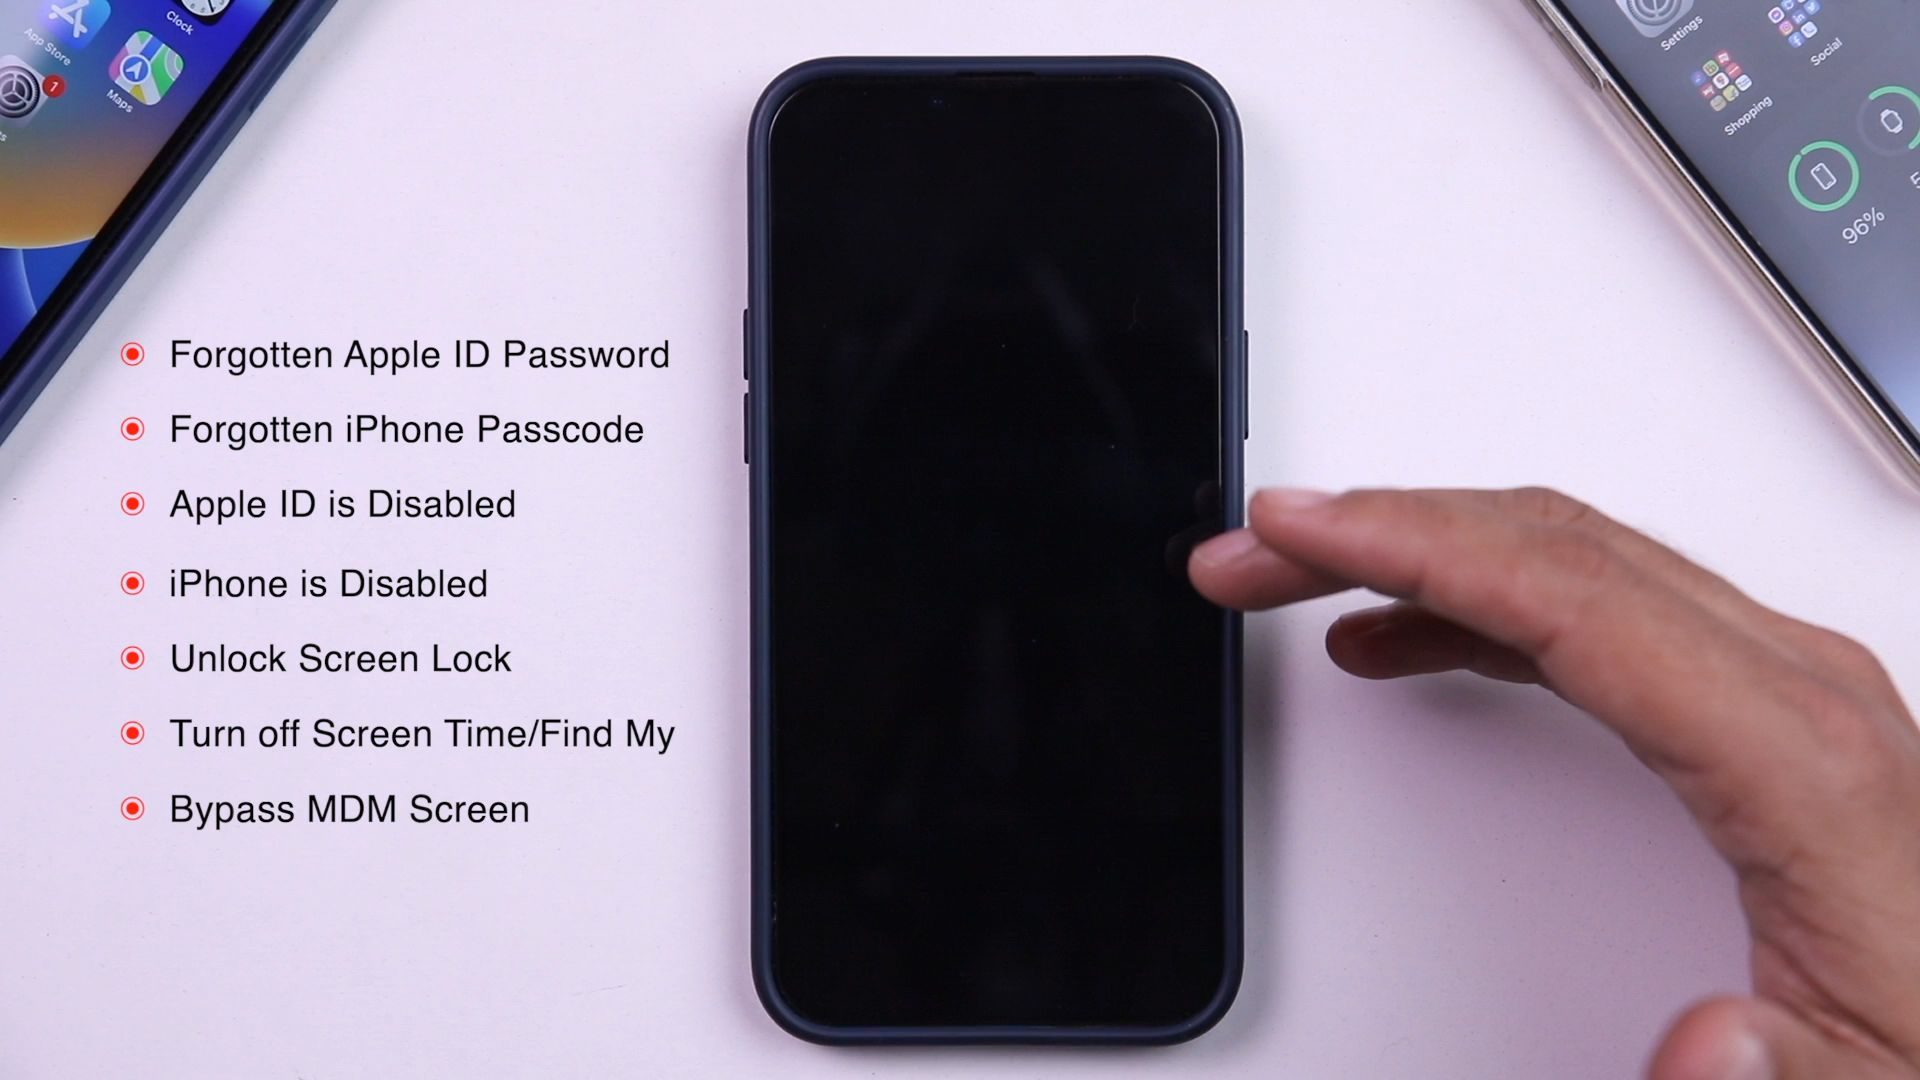 App Store
Clock
1
Maps
Settings
Social
Shopping
96%
Forgotten Apple ID Password
Forgotten iPhone Passcode
Apple ID is Disabled
iPhone is Disabled
Unlock Screen Lock
Turn off Screen Time/Find My
Bypass MDM Screen